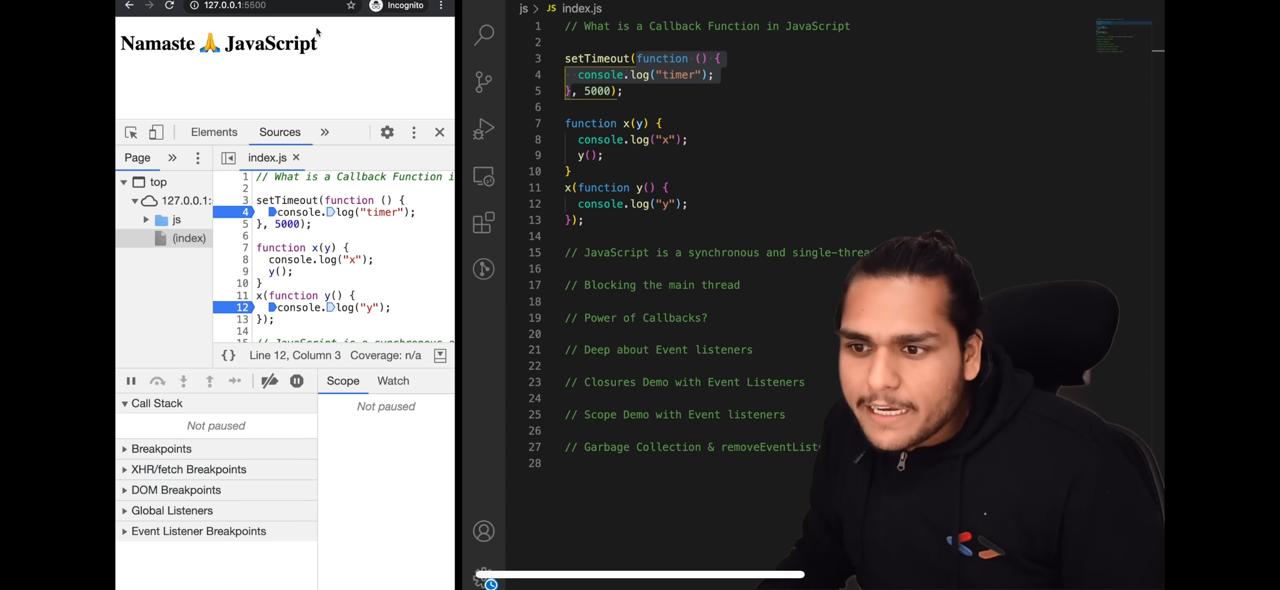 127.0.0.1:5500
Incognito
Namaste 🙏 JavaScript
Elements
Sources
Page
index.js
top
127.0.0.1:
js
(index)
1 // What is a Callback Function i
2
3 setTimeout(function () {
4 console.log("timer");
5 }, 5000);
6
7 function x(y) {
8 console.log("x");
9 y();
10 }
11 x(function y() {
12 console.log("y");
13 });
14
{} Line 12, Column 3 Coverage: n/a
Scope
Watch
Call Stack
Not paused
Not paused
Breakpoints
XHR/fetch Breakpoints
DOM Breakpoints
Global Listeners
Event Listener Breakpoints
js > JS index.js
1 // What is a Callback Function in JavaScript
2
3 setTimeout(function () {
4 console.log("timer");
5 }, 5000);
6
7 function x(y) {
8 console.log("x");
9 y();
10 }
11 x(function y() {
12 console.log("y");
13 });
14
15 // JavaScript is a synchronous and single-threa
16
17 // Blocking the main thread
18
19 // Power of Callbacks?
20
21 // Deep about Event listeners
22
23 // Closures Demo with Event Listeners
24
25 // Scope Demo with Event listeners
26
27 // Garbage Collection & removeEventList
28